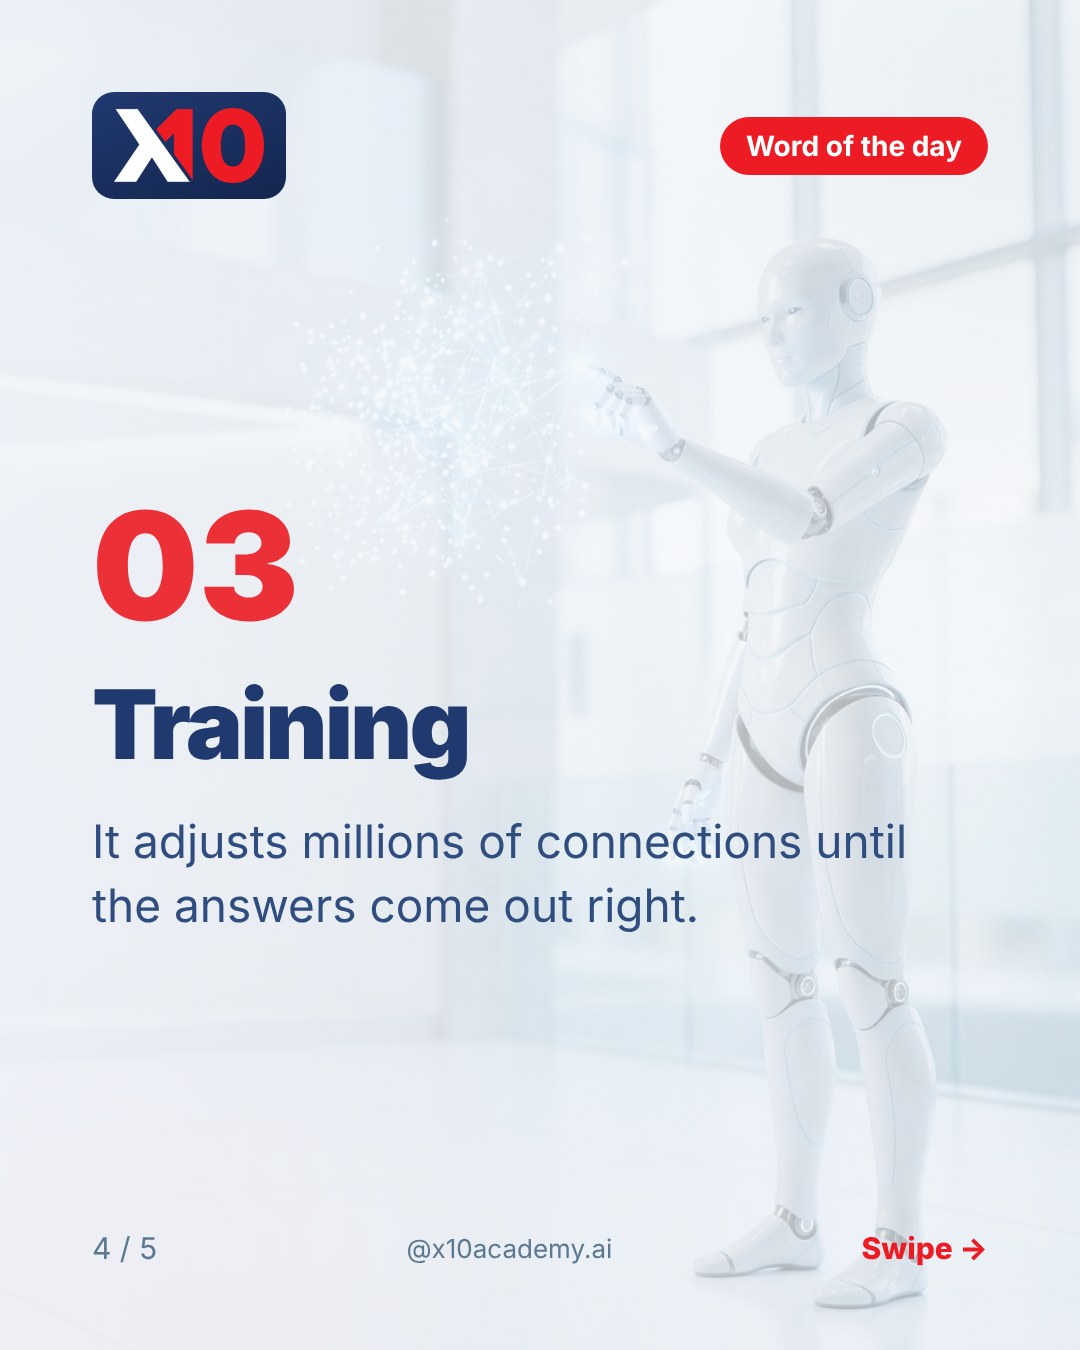 X10
Word of the day
03
Training
It adjusts millions of connections until
the answers come out right.
4 / 5
@x10academy.ai
Swipe →